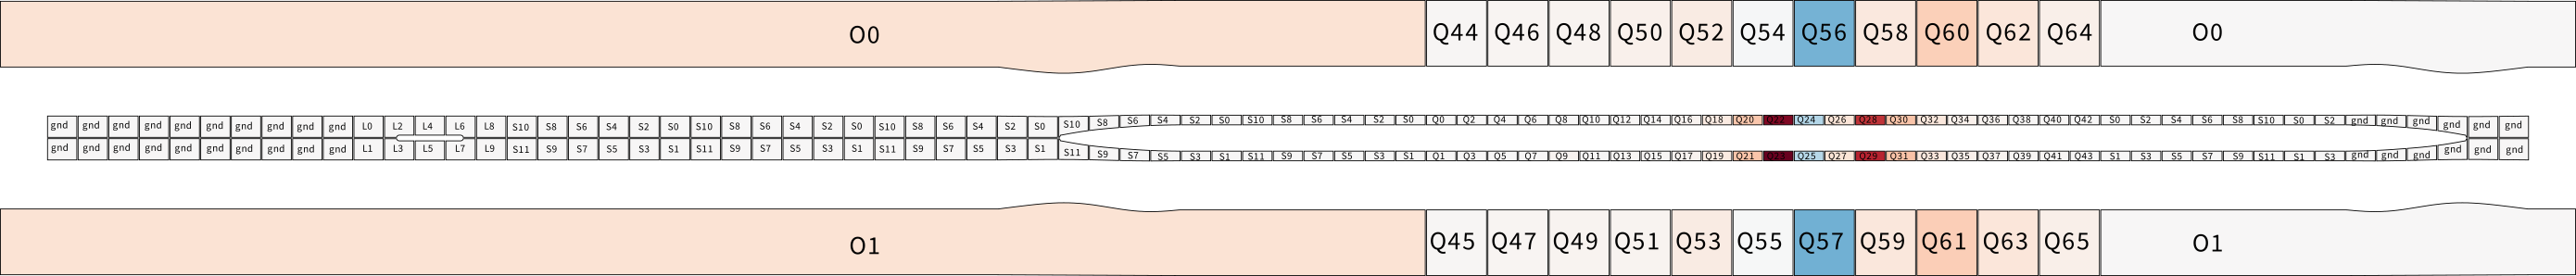 O0 Q44 Q46 Q48 Q50 Q52 Q54 Q56 Q58 Q60 Q62 Q64 O0
gnd gnd gnd gnd gnd gnd gnd gnd gnd gnd L0 L2 L4 L6 L8 S10 S8 S6 S4 S2 S0 S10 S8 S6 S4 S2 S0 S10 S8 S6 S4 S2 S0 S10 S8 S6 S4 S2 S0 S10 S8 S6 S4 S2 S0 Q0 Q2 Q4 Q6 Q8 Q10 Q12 Q14 Q16 Q18 Q20 Q22 Q24 Q26 Q28 Q30 Q32 Q34 Q36 Q38 Q40 Q42 S0 S2 S4 S6 S8 S10 S0 S2 gnd gnd gnd gnd gnd gnd
gnd gnd gnd gnd gnd gnd gnd gnd gnd gnd L1 L3 L5 L7 L9 S11 S9 S7 S5 S3 S1 S11 S9 S7 S5 S3 S1 S11 S9 S7 S5 S3 S1 S11 S9 S7 S5 S3 S1 S11 S9 S7 S5 S3 S1 Q1 Q3 Q5 Q7 Q9 Q11 Q13 Q15 Q17 Q19 Q21 Q23 Q25 Q27 Q29 Q31 Q33 Q35 Q37 Q39 Q41 Q43 S1 S3 S5 S7 S9 S11 S1 S3 gnd gnd gnd gnd gnd gnd
O1 Q45 Q47 Q49 Q51 Q53 Q55 Q57 Q59 Q61 Q63 Q65 O1